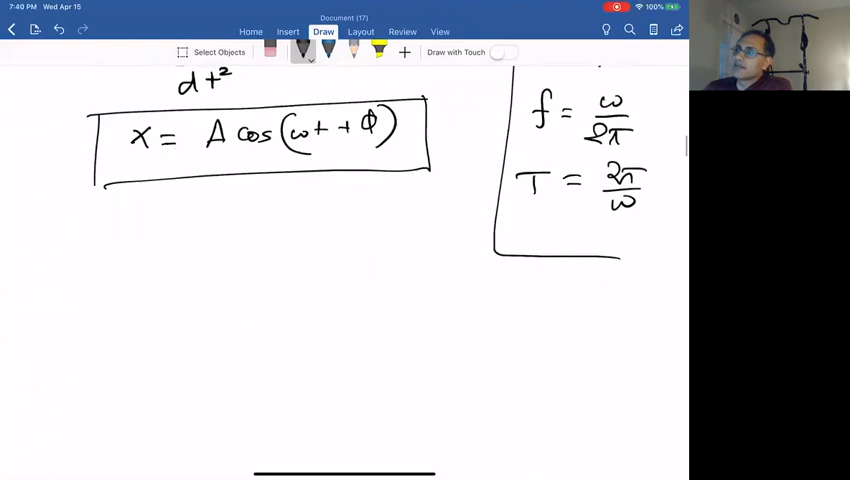 7:40 PM Wed Apr 15
100%
Document (17)
Home Insert Draw Layout Review View
Select Objects
Draw with Touch
dt²
x = A cos(ωt + φ)
f = ω/2π
T = 2π/ω